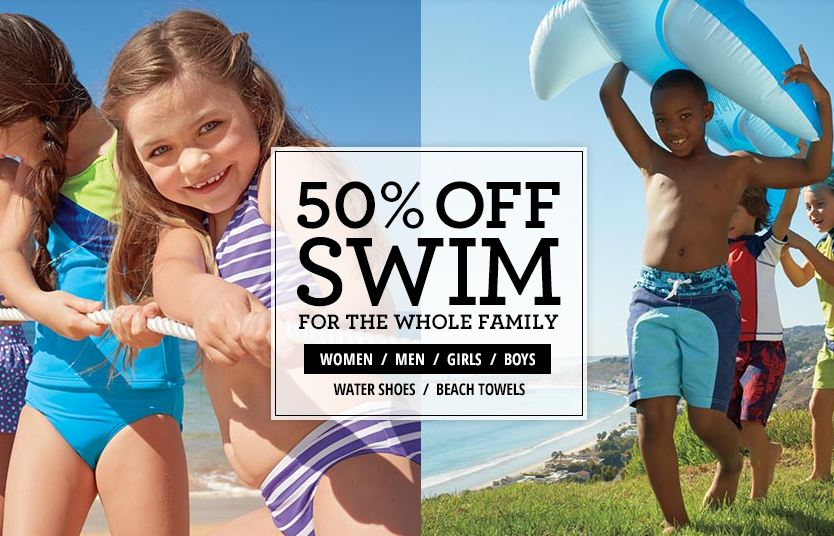 50% OFF
SWIM
FOR THE WHOLE FAMILY
WOMEN / MEN / GIRLS / BOYS
WATER SHOES / BEACH TOWELS